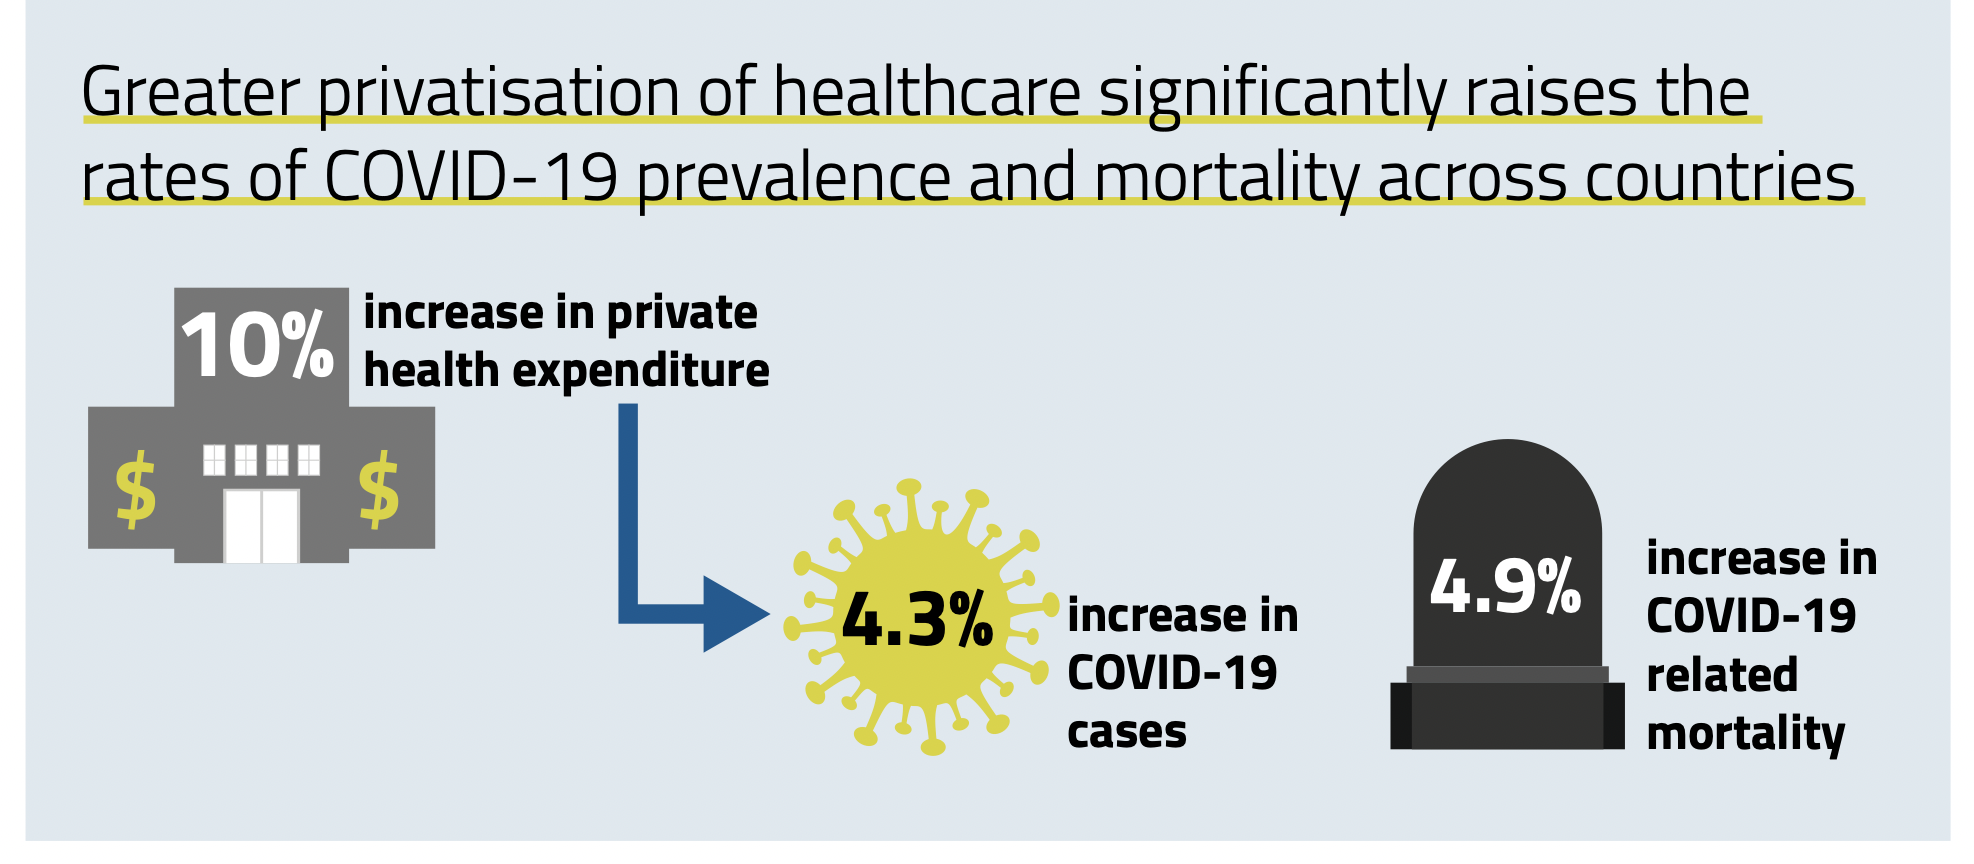 Greater privatisation of healthcare significantly raises the
rates of COVID-19 prevalence and mortality across countries
10%
increase in private
health expenditure
$ $
4.3%
increase in
COVID-19
cases
4.9%
increase in
COVID-19
related
mortality